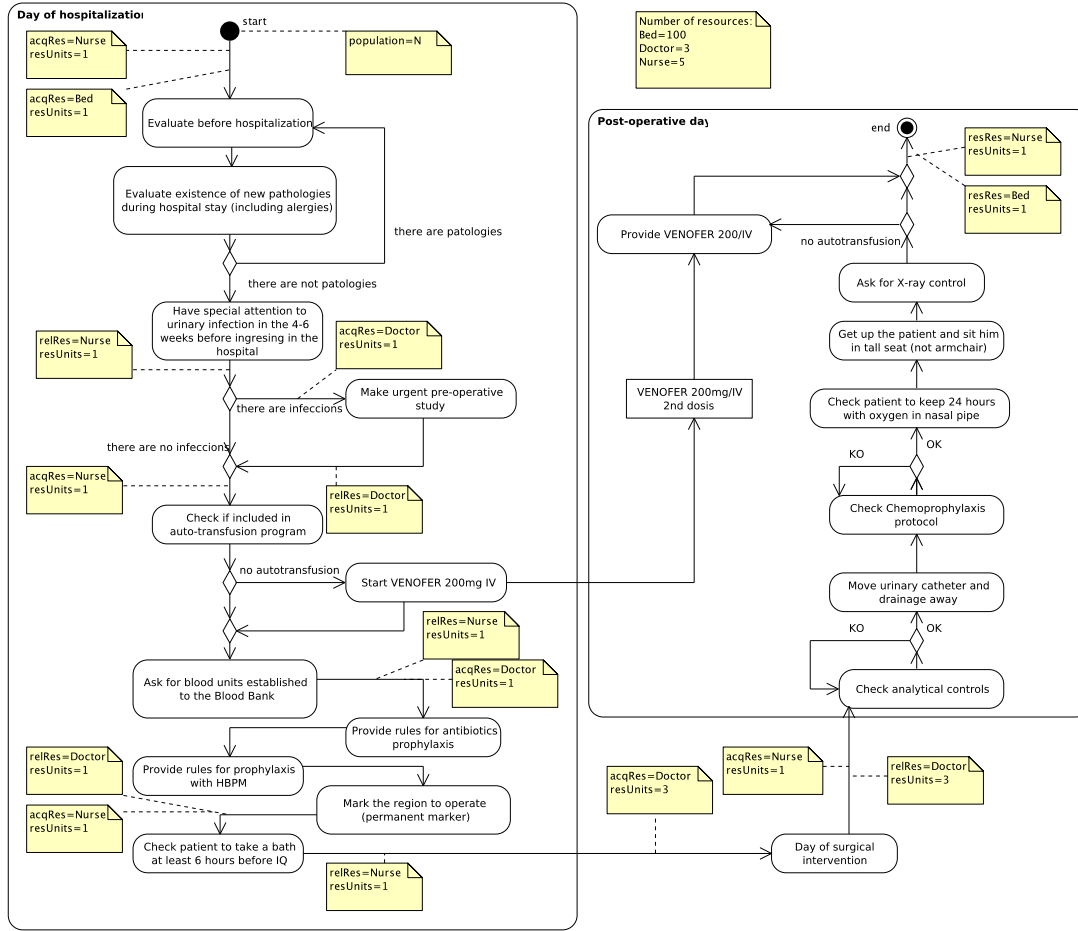 Day of hospitalization
start
acqRes=Nurse
resUnits=1
population=N
acqRes=Bed
resUnits=1
Evaluate before hospitalization
Evaluate existence of new pathologies
during hospital stay (including alergies)
there are patologies
there are not patologies
Have special attention to
urinary infection in the 4-6
weeks before ingresing in the
hospital
relRes=Nurse
resUnits=1
acqRes=Doctor
resUnits=1
there are infeccions
Make urgent pre-operative
study
there are no infeccions
acqRes=Nurse
resUnits=1
relRes=Doctor
resUnits=1
Check if included in
auto-transfusion program
no autotransfusion
Start VENOFER 200mg IV
relRes=Nurse
resUnits=1
acqRes=Doctor
resUnits=1
Ask for blood units established
to the Blood Bank
Provide rules for antibiotics
prophylaxis
relRes=Doctor
resUnits=1
Provide rules for prophylaxis
with HBPM
Mark the region to operate
(permanent marker)
acqRes=Nurse
resUnits=1
Check patient to take a bath
at least 6 hours before IQ
relRes=Nurse
resUnits=1
Number of resources:
Bed=100
Doctor=3
Nurse=5
Post-operative day
end
resRes=Nurse
resUnits=1
resRes=Bed
resUnits=1
Provide VENOFER 200/IV
no autotransfusion
Ask for X-ray control
Get up the patient and sit him
in tall seat (not armchair)
VENOFER 200mg/IV
2nd dosis
Check patient to keep 24 hours
with oxygen in nasal pipe
OK
KO
Check Chemoprophylaxis
protocol
Move urinary catheter and
drainage away
KO
OK
Check analytical controls
acqRes=Nurse
resUnits=1
relRes=Doctor
resUnits=3
acqRes=Doctor
resUnits=3
Day of surgical
intervention